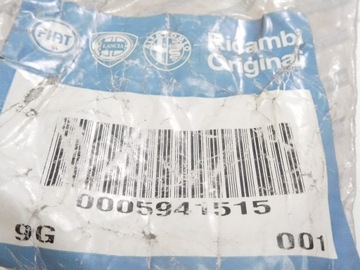 FIAT
LANCIA
Ricambi
Originali
0005941515
9G
001